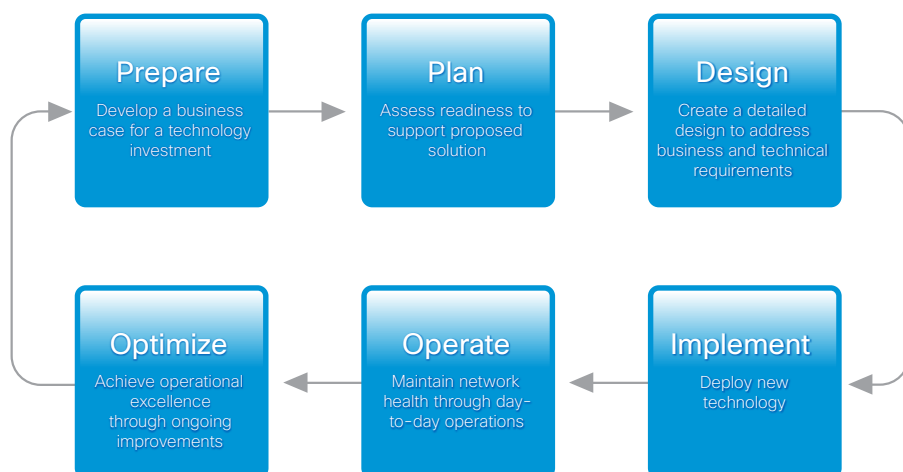 Prepare
Develop a business
case for a technology
investment
Plan
Assess readiness to
support proposed
solution
Design
Create a detailed
design to address
business and technical
requirements
Optimize
Achieve operational
excellence
through ongoing
improvements
Operate
Maintain network
health through day-
to-day operations
Implement
Deploy new
technology